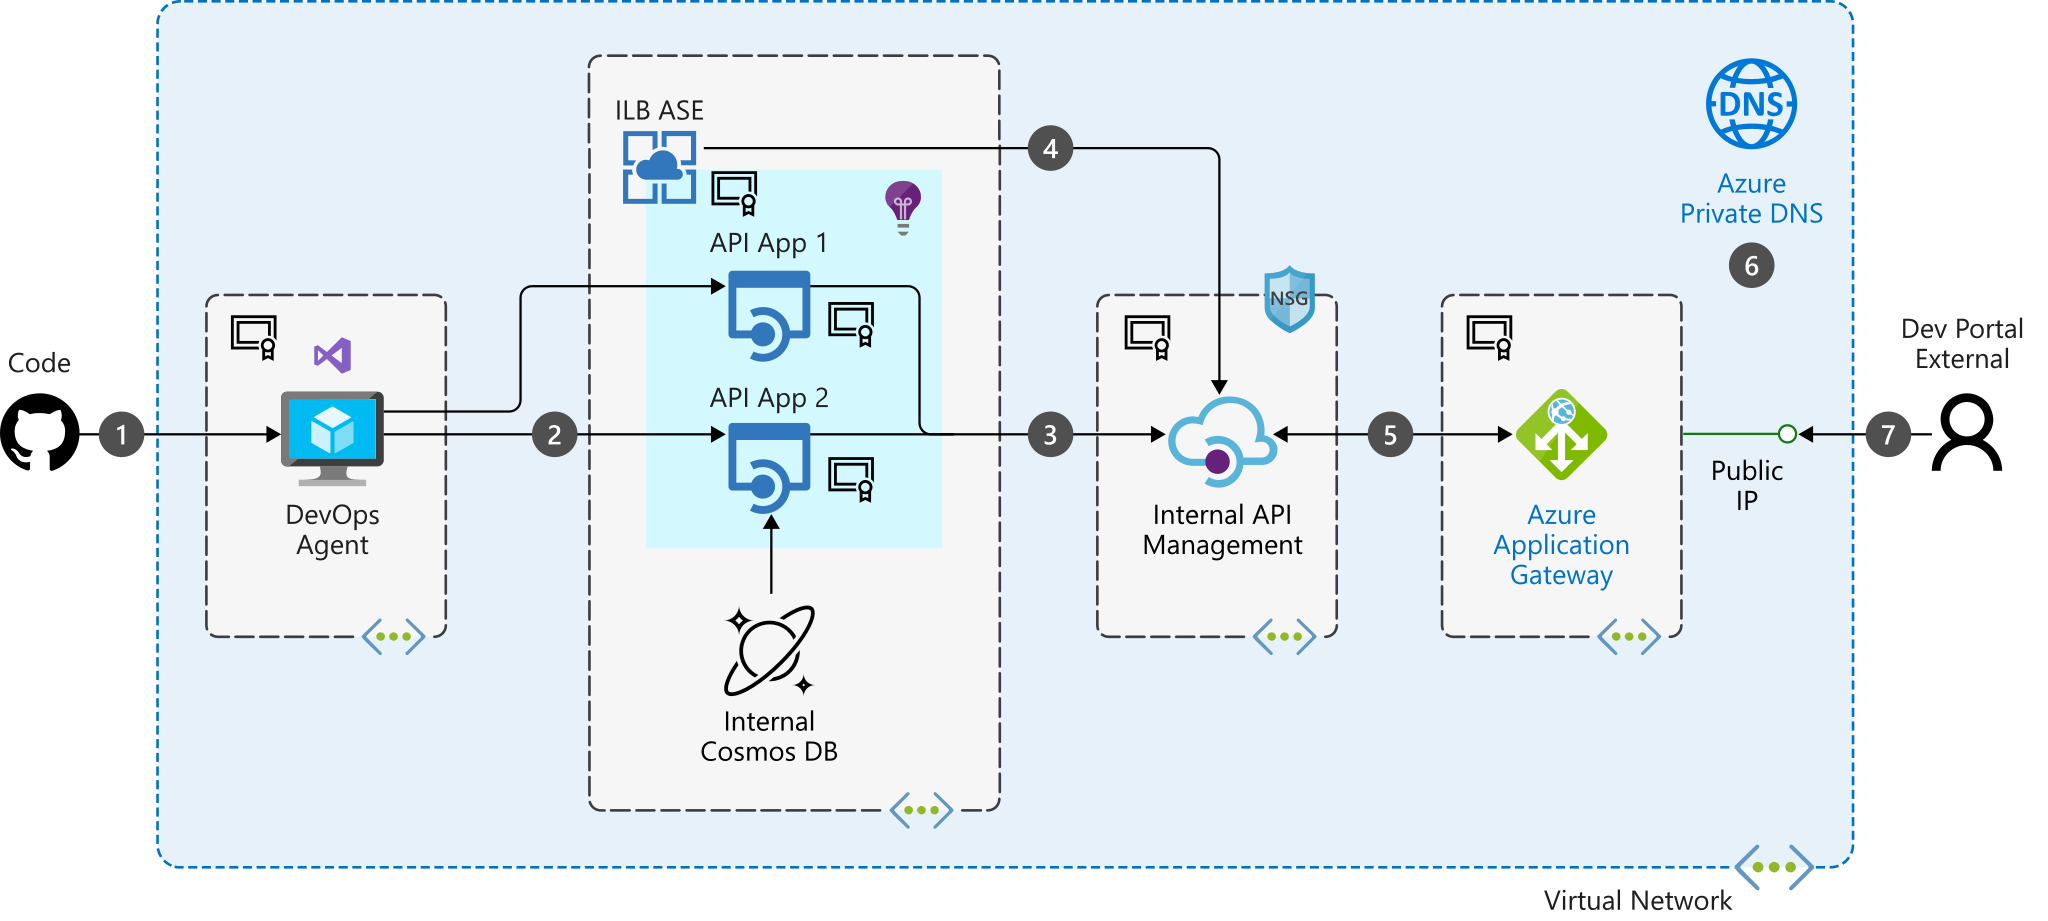 ILB ASE
4
DNS
Azure
Private DNS
6
API App 1
NSG
Code
1
DevOps
Agent
2
API App 2
3
Internal API
Management
5
Azure
Application
Gateway
Public
IP
7
Dev Portal
External
Internal
Cosmos DB
Virtual Network